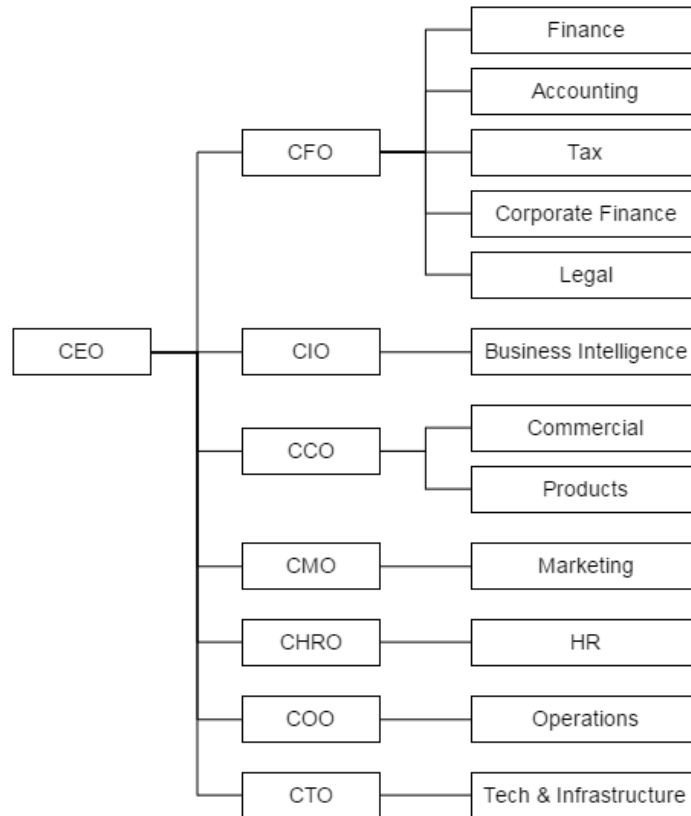 Finance
Accounting
CFO
Tax
Corporate Finance
Legal
CEO
CIO
Business Intelligence
Commercial
CCO
Products
CMO
Marketing
CHRO
HR
COO
Operations
CTO
Tech & Infrastructure